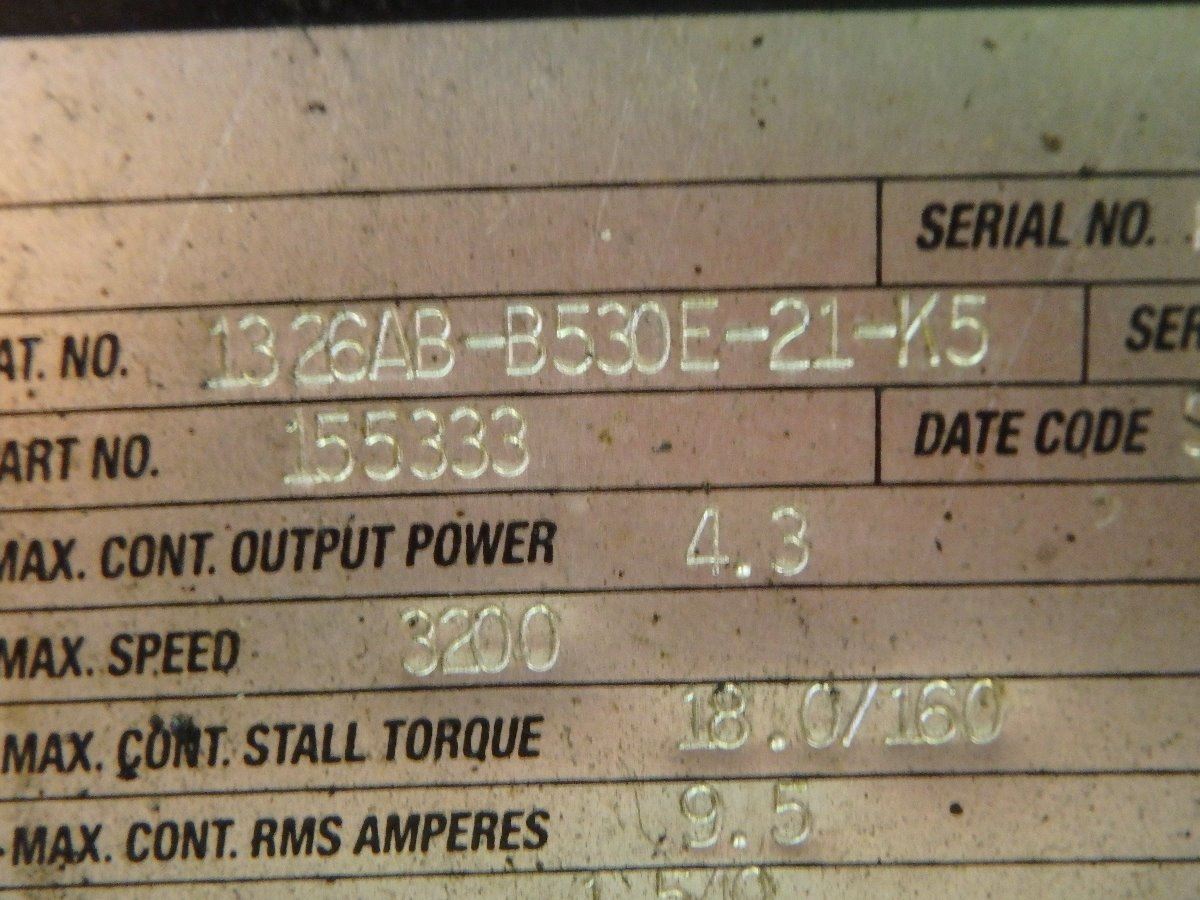 SERIAL NO.
AT. NO. 1326AB-B530E-21-K5 SER
ART NO. 155333 DATE CODE S
MAX. CONT. OUTPUT POWER 4.3
MAX. SPEED 3200
MAX. CONT. STALL TORQUE 18.0/160
MAX. CONT. RMS AMPERES 9.5